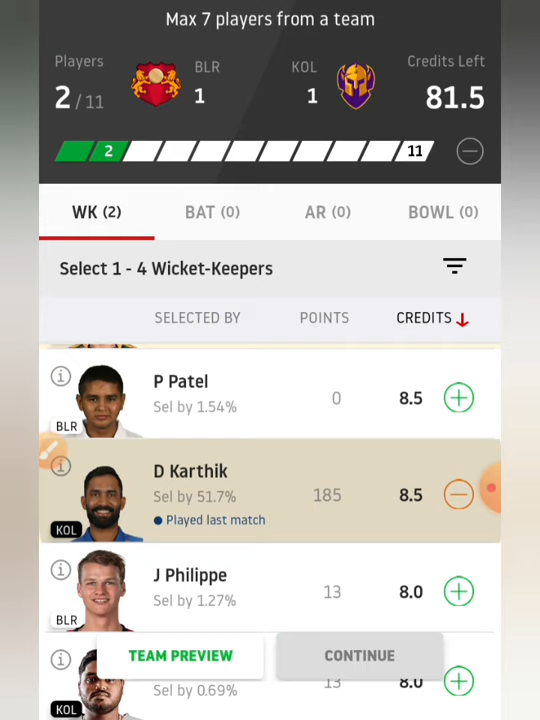 Max 7 players from a team
Players
BLR
KOL
Credits Left
2 / 11
1
1
81.5
2
11
WK (2)
BAT (0)
AR (0)
BOWL (0)
Select 1 - 4 Wicket-Keepers
SELECTED BY
POINTS
CREDITS
P Patel
Sel by 1.54%
0
8.5
BLR
D Karthik
Sel by 51.7%
185
8.5
Played last match
KOL
J Philippe
Sel by 1.27%
13
8.0
BLR
TEAM PREVIEW
CONTINUE
Sel by 0.69%
13
8.0
KOL